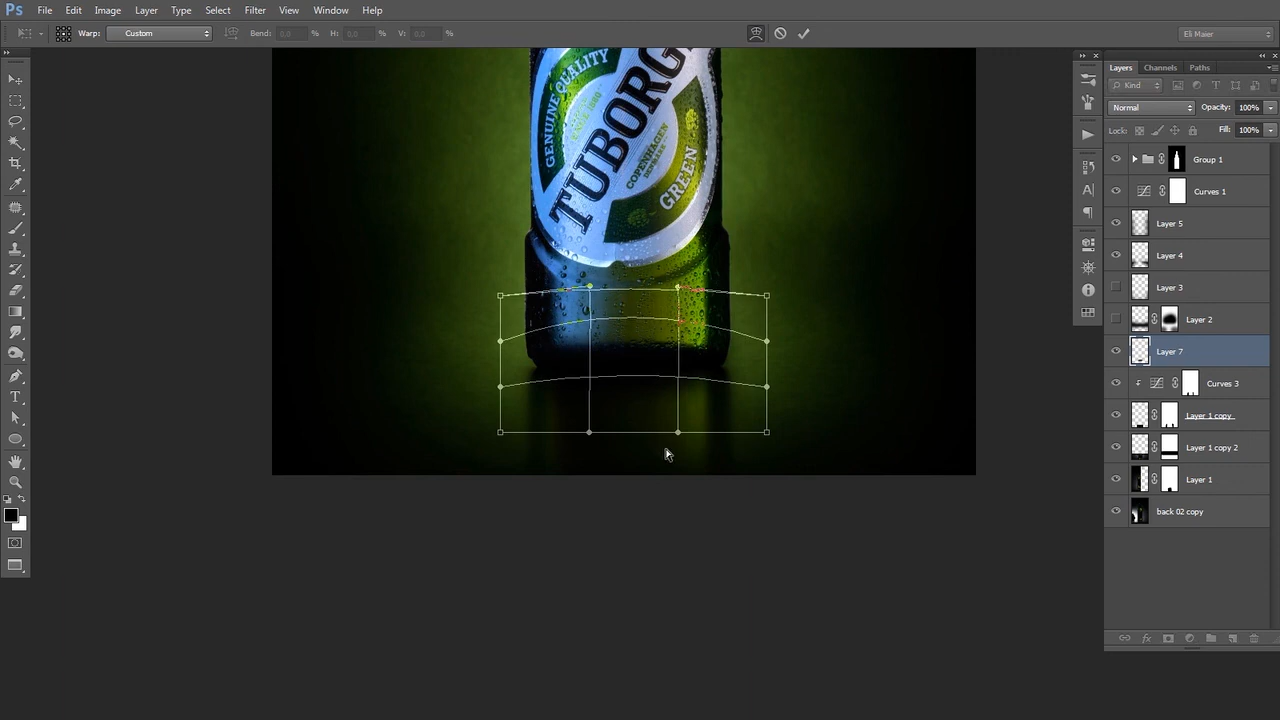 Ps File Edit Image Layer Type Select Filter View Window Help
Warp: Custom Bend: 0,0 % H: 0,0 % V: 0,0 % Eli Maier
Layers Channels Paths
Kind
Normal Opacity: 100%
Lock: Fill: 100%
Group 1
Curves 1
Layer 5
Layer 4
Layer 3
Layer 2
Layer 7
Curves 3
Layer 1 copy
Layer 1 copy 2
Layer 1
back 02 copy
GENUINE QUALITY
TUBORG
COPENHAGEN
GREEN